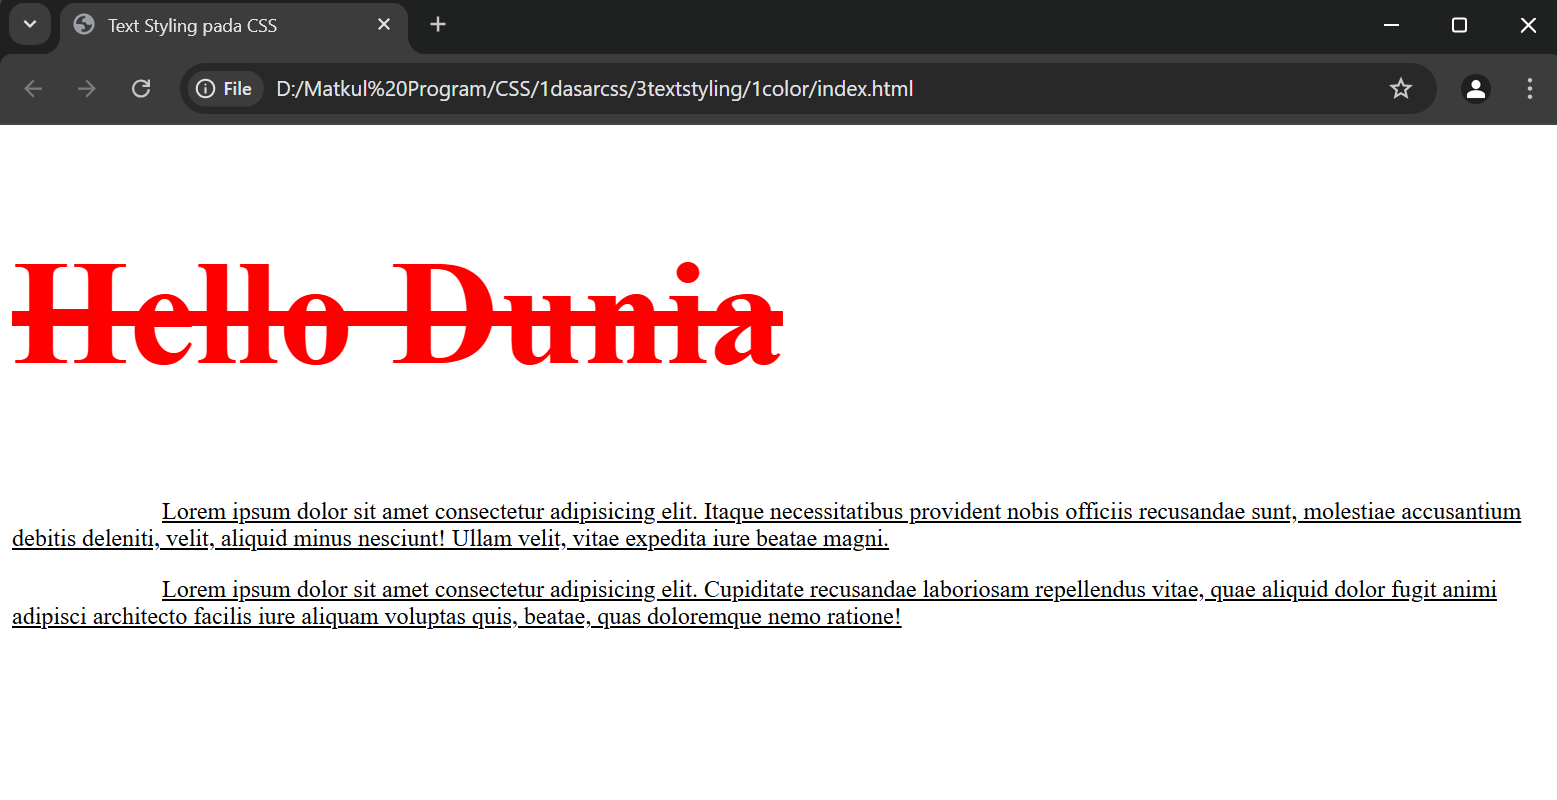 Text Styling pada CSS
File
D:/Matkul%20Program/CSS/1dasarcss/3textstyling/1color/index.html
Hello Dunia
Lorem ipsum dolor sit amet consectetur adipisicing elit. Itaque necessitatibus provident nobis officiis recusandae sunt, molestiae accusantium
debitis deleniti, velit, aliquid minus nesciunt! Ullam velit, vitae expedita iure beatae magni.
Lorem ipsum dolor sit amet consectetur adipisicing elit. Cupiditate recusandae laboriosam repellendus vitae, quae aliquid dolor fugit animi
adipisci architecto facilis iure aliquam voluptas quis, beatae, quas doloremque nemo ratione!